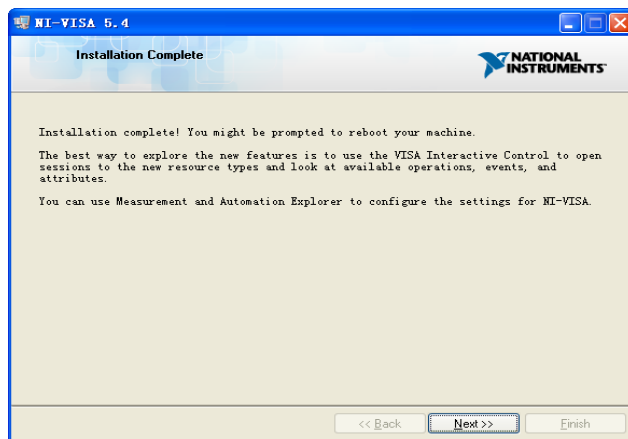 NI-VISA 5.4
Installation Complete
NATIONAL
INSTRUMENTS
Installation complete! You might be prompted to reboot your machine.
The best way to explore the new features is to use the VISA Interactive Control to open
sessions to the new resource types and look at available operations, events, and
attributes.
You can use Measurement and Automation Explorer to configure the settings for NI-VISA.
<< Back
Next >>
Finish